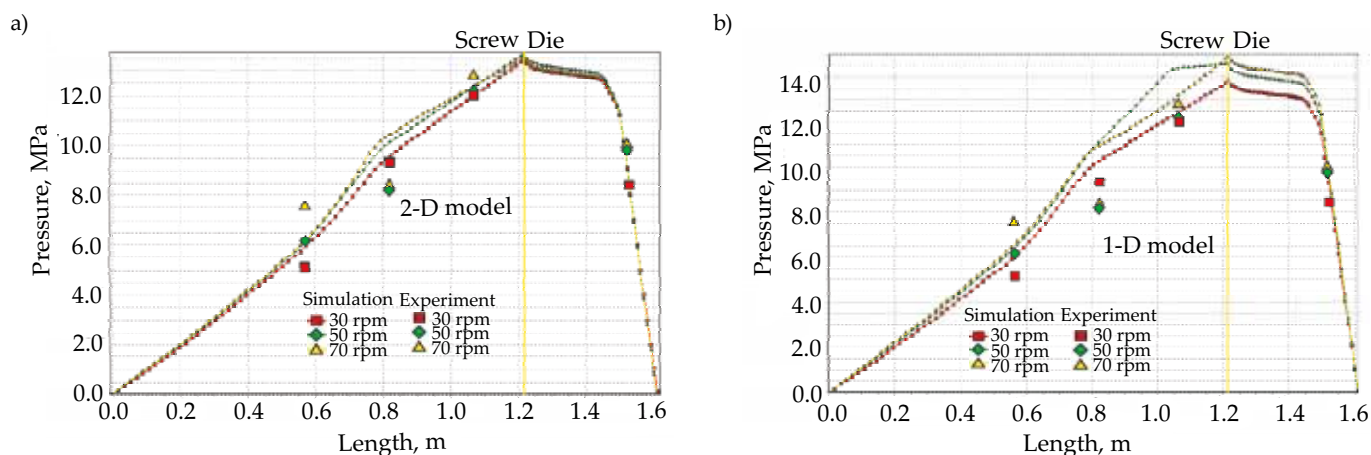 a)
Screw Die
Pressure, MPa
12.0
10.0
8.0
6.0
4.0
2.0
0.0
2-D model
Simulation Experiment
30 rpm 30 rpm
50 rpm 50 rpm
70 rpm 70 rpm
0.0 0.2 0.4 0.6 0.8 1.0 1.2 1.4 1.6
Length, m
b)
Screw Die
Pressure, MPa
14.0
12.0
10.0
8.0
6.0
4.0
2.0
0.0
1-D model
Simulation Experiment
30 rpm 30 rpm
50 rpm 50 rpm
70 rpm 70 rpm
0.0 0.2 0.4 0.6 0.8 1.0 1.2 1.4 1.6
Length, m